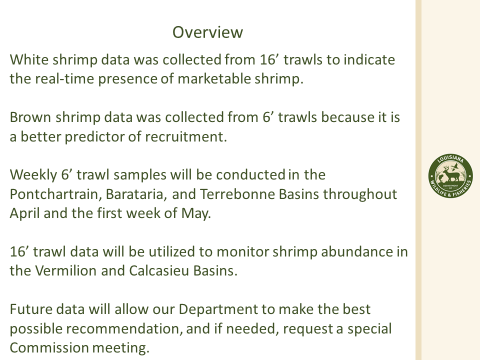 Overview
White shrimp data was collected from 16’ trawls to indicate
the real-time presence of marketable shrimp.
Brown shrimp data was collected from 6’ trawls because it is
a better predictor of recruitment.
Weekly 6’ trawl samples will be conducted in the
Pontchartrain, Barataria, and Terrebonne Basins throughout
April and the first week of May.
16’ trawl data will be utilized to monitor shrimp abundance in
the Vermilion and Calcasieu Basins.
Future data will allow our Department to make the best
possible recommendation, and if needed, request a special
Commission meeting.
LOUISIANA
WILDLIFE & FISHERIES